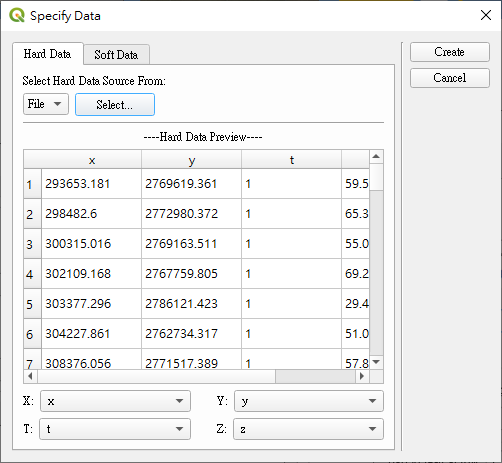 Specify Data
Hard Data Soft Data
Create
Cancel
Select Hard Data Source From:
File Select...
----Hard Data Preview----
x y t
1 293653.181 2769619.361 1 59.5
2 298482.6 2772980.372 1 65.3
3 300315.016 2769163.511 1 55.0
4 302109.168 2767759.805 1 69.2
5 303377.296 2786121.423 1 29.4
6 304227.861 2762734.317 1 51.0
7 308376.056 2771517.389 1 57.8
X: x Y: y
T: t Z: z